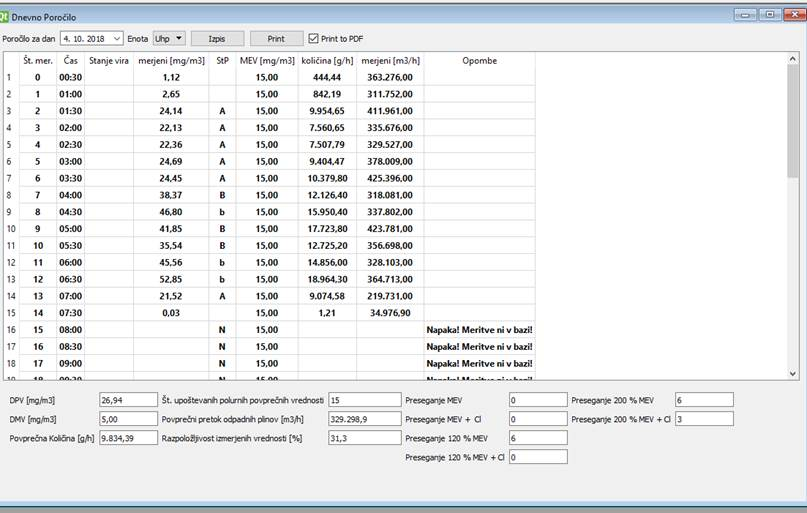 Qt Dnevno Poročilo
Poročilo za dan 4. 10. 2018 Enota Uhp Izpis Print Print to PDF
Št. mer. Čas Stanje vira merjeni [mg/m3] StP MEV [mg/m3] količina [g/h] merjeni [m3/h] Opombe
1 0 00:30 1,12 15,00 444,44 363.276,00
2 1 01:00 2,65 15,00 842,19 311.752,00
3 2 01:30 24,14 A 15,00 9.954,65 411.961,00
4 3 02:00 22,13 A 15,00 7.560,65 335.676,00
5 4 02:30 22,36 A 15,00 7.507,79 329.527,00
6 5 03:00 24,69 A 15,00 9.404,47 378.009,00
7 6 03:30 24,45 A 15,00 10.379,80 425.396,00
8 7 04:00 38,37 B 15,00 12.126,40 318.081,00
9 8 04:30 46,80 b 15,00 15.950,40 337.802,00
10 9 05:00 41,85 B 15,00 17.723,80 423.781,00
11 10 05:30 35,54 B 15,00 12.725,20 356.698,00
12 11 06:00 45,56 b 15,00 14.856,00 328.103,00
13 12 06:30 52,85 b 15,00 18.964,30 364.713,00
14 13 07:00 21,52 A 15,00 9.074,58 219.731,00
15 14 07:30 0,03 15,00 1,21 34.976,90
16 15 08:00 N 15,00 Napaka! Meritve ni v bazi!
17 16 08:30 N 15,00 Napaka! Meritve ni v bazi!
18 17 09:00 N 15,00 Napaka! Meritve ni v bazi!
DPV [mg/m3] 26,94 Št. upoštevanih polurnih povprečnih vrednosti 15 Preseganje MEV 0 Preseganje 200 % MEV 6
DMV [mg/m3] 5,00 Povprečni pretok odpadnih plinov [m3/h] 329.298,9 Preseganje MEV + CI 0 Preseganje 200 % MEV + CI 3
Povprečna Količina [g/h] 9.834,39 Razpoložljivost izmerjenih vrednosti [%] 31,3 Preseganje 120 % MEV 6
Preseganje 120 % MEV + CI 0